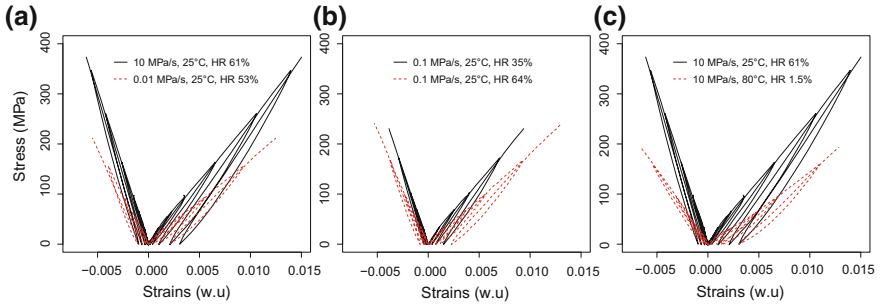 (a)
(b)
(c)
10 MPa/s, 25°C, HR 61%
0.01 MPa/s, 25°C, HR 53%
0.1 MPa/s, 25°C, HR 35%
0.1 MPa/s, 25°C, HR 64%
10 MPa/s, 25°C, HR 61%
10 MPa/s, 80°C, HR 1.5%
Stress (MPa)
0 100 200 300 400
0 100 200 300 400
0 100 200 300 400
−0.005 0.000 0.005 0.010 0.015
−0.005 0.000 0.005 0.010 0.015
−0.005 0.000 0.005 0.010 0.015
Strains (w.u)
Strains (w.u)
Strains (w.u)